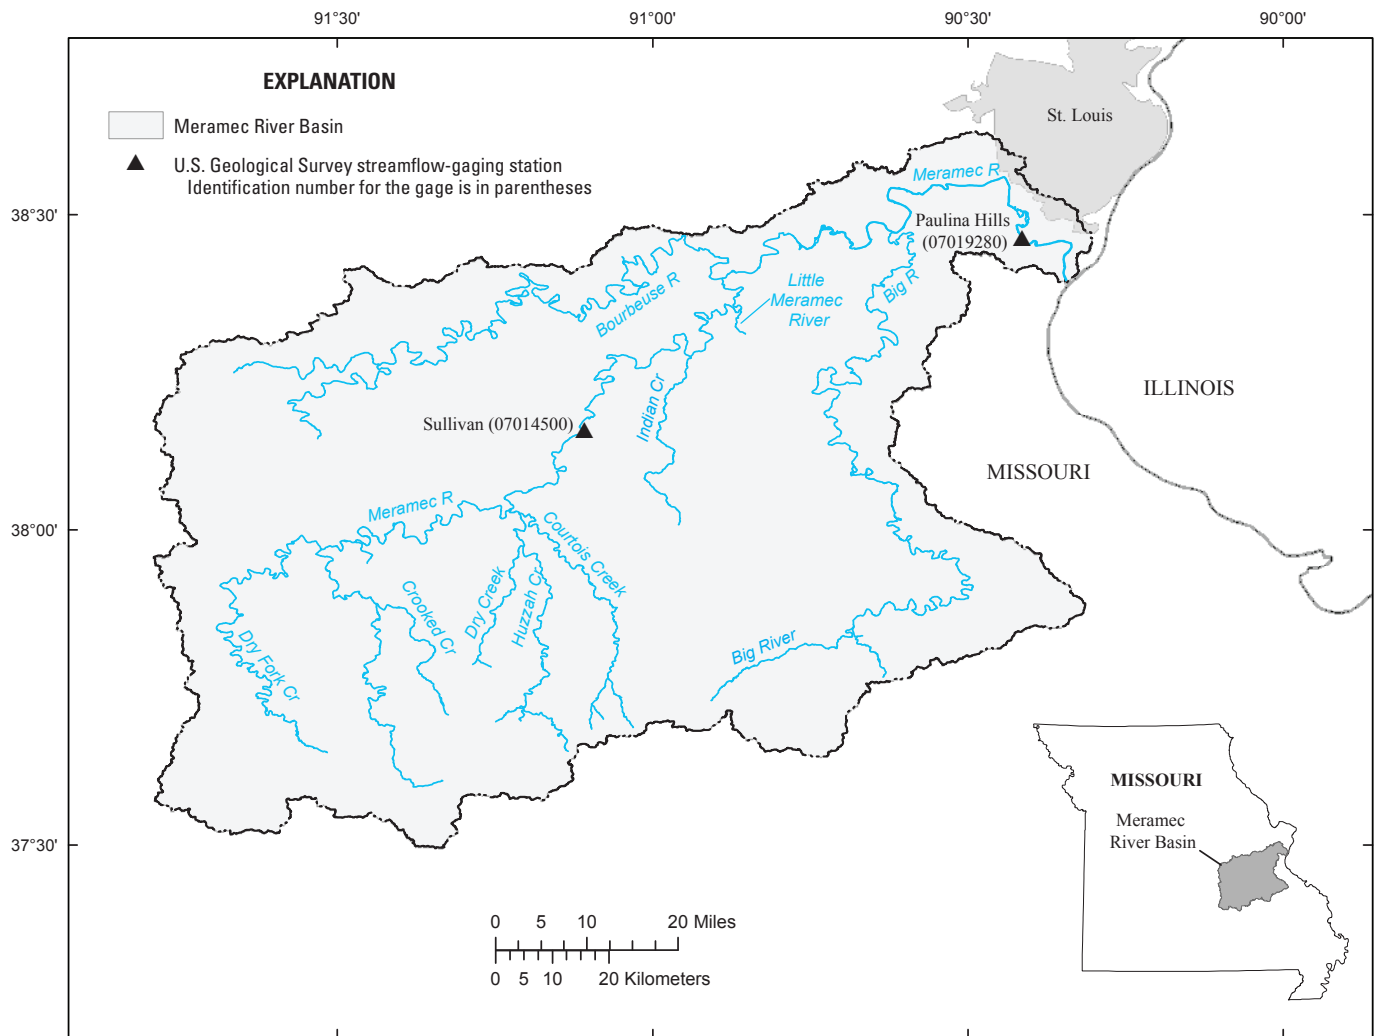 91°30'
91°00'
90°30'
90°00'
EXPLANATION
Meramec River Basin
U.S. Geological Survey streamflow-gaging station
Identification number for the gage is in parentheses
St. Louis
Meramec R
38°30'
Paulina Hills
(07019280)
Little
Meramec
River
Big R
Bourbeuse R
ILLINOIS
Indian Cr
Sullivan (07014500)
MISSOURI
Meramec R
38°00'
Courtois Creek
Crooked Cr
Dry Creek
Huzzah Cr
Dry Fork Cr
Big River
MISSOURI
Meramec
River Basin
37°30'
0 5 10 20 Miles
0 5 10 20 Kilometers